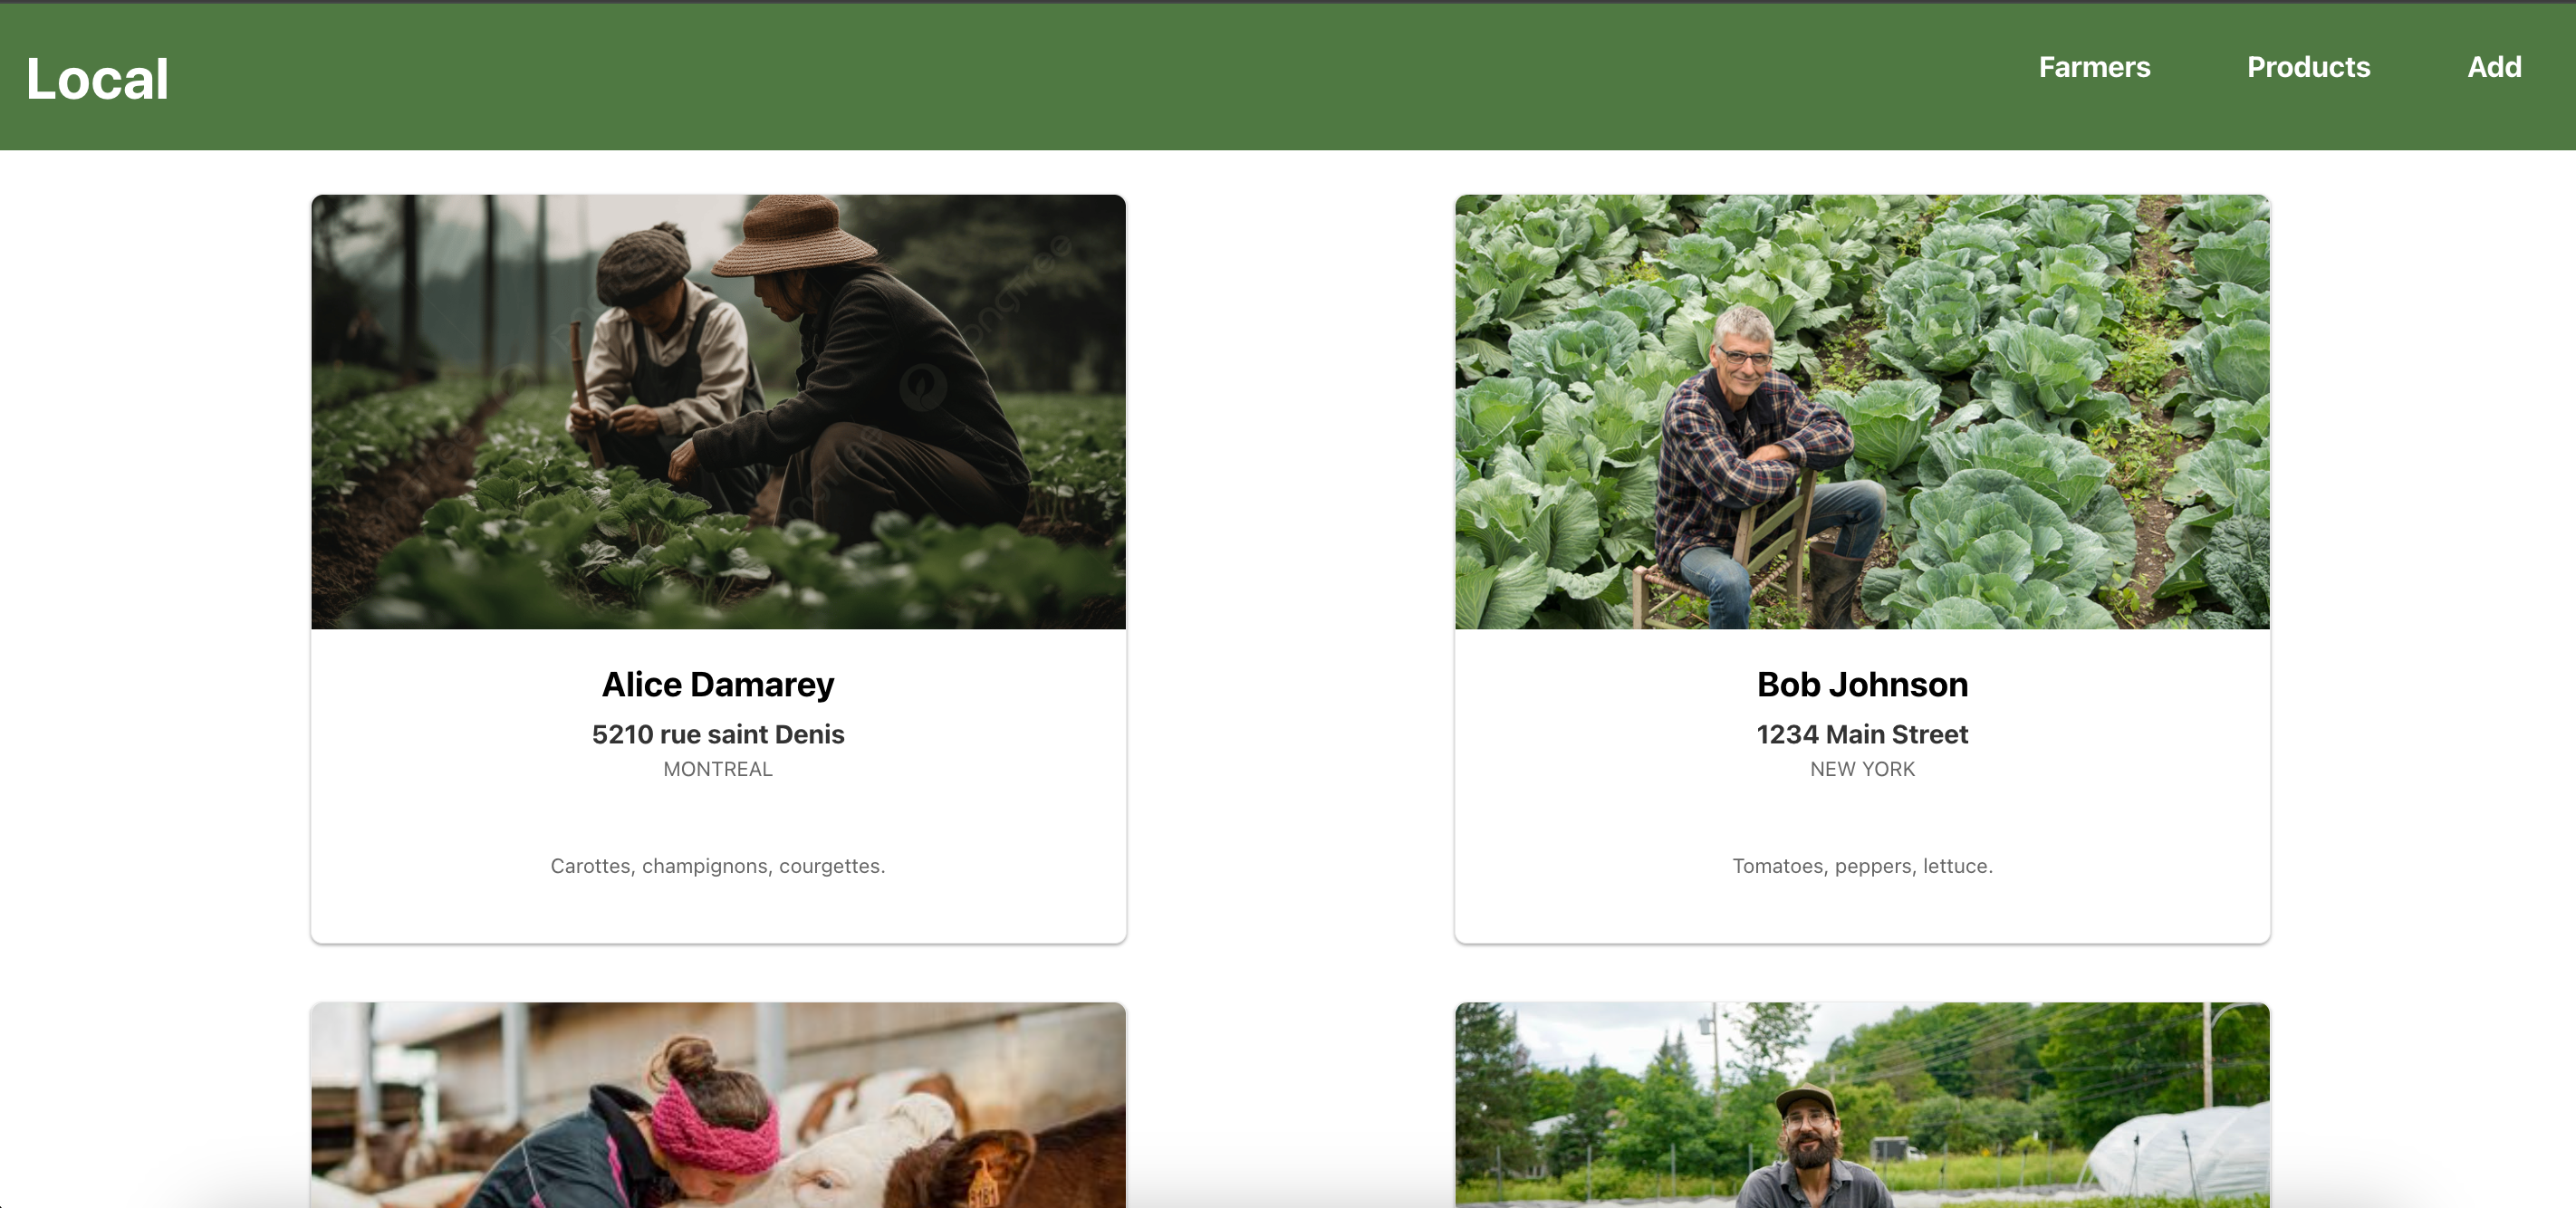 Local
Farmers
Products
Add
Alice Damarey
5210 rue saint Denis
MONTREAL
Carottes, champignons, courgettes.
Bob Johnson
1234 Main Street
NEW YORK
Tomatoes, peppers, lettuce.